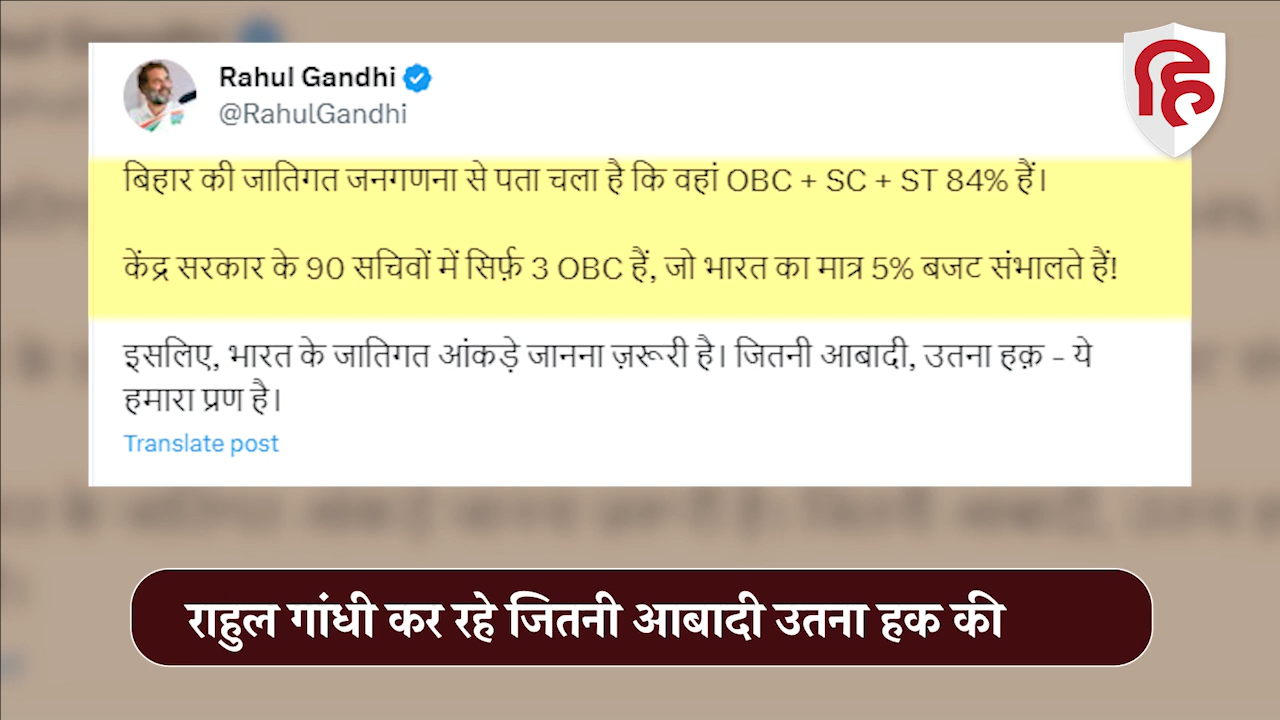 Rahul Gandhi
@RahulGandhi
बिहार की जातिगत जनगणना से पता चला है कि वहां OBC + SC + ST 84% हैं।
केंद्र सरकार के 90 सचिवों में सिर्फ़ 3 OBC हैं, जो भारत का मात्र 5% बजट संभालते हैं!
इसलिए, भारत के जातिगत आंकड़े जानना ज़रूरी है। जितनी आबादी, उतना हक़ – ये
हमारा प्रण है।
Translate post
राहुल गांधी कर रहे जितनी आबादी उतना हक की
हि